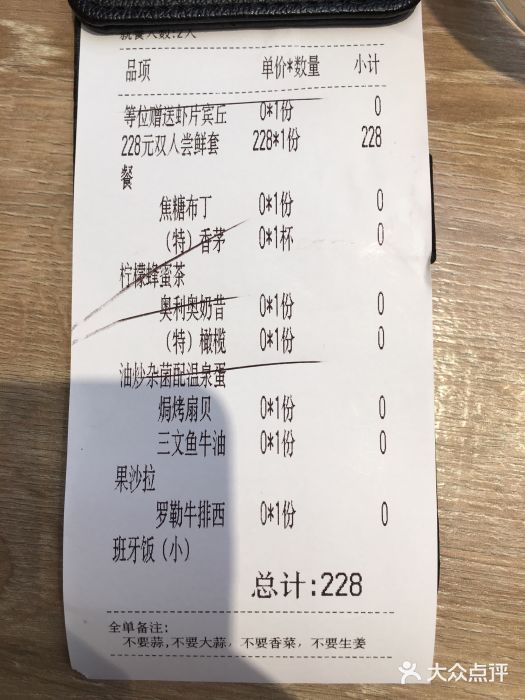 就餐人数:2人
品项 单价*数量 小计
等位赠送虾片宾丘 0*1份 0
228元双人尝鲜套 228*1份 228
餐
焦糖布丁 0*1份 0
(特)香茅 0*1杯 0
柠檬蜂蜜茶
奥利奥奶昔 0*1份 0
(特)橄榄 0*1份 0
油炒杂菌配温泉蛋
焗烤扇贝 0*1份 0
三文鱼牛油 0*1份 0
果沙拉
罗勒牛排西 0*1份 0
班牙饭(小)
总计:228
全单备注:
不要蒜,不要大蒜，不要香菜，不要生姜
大众点评